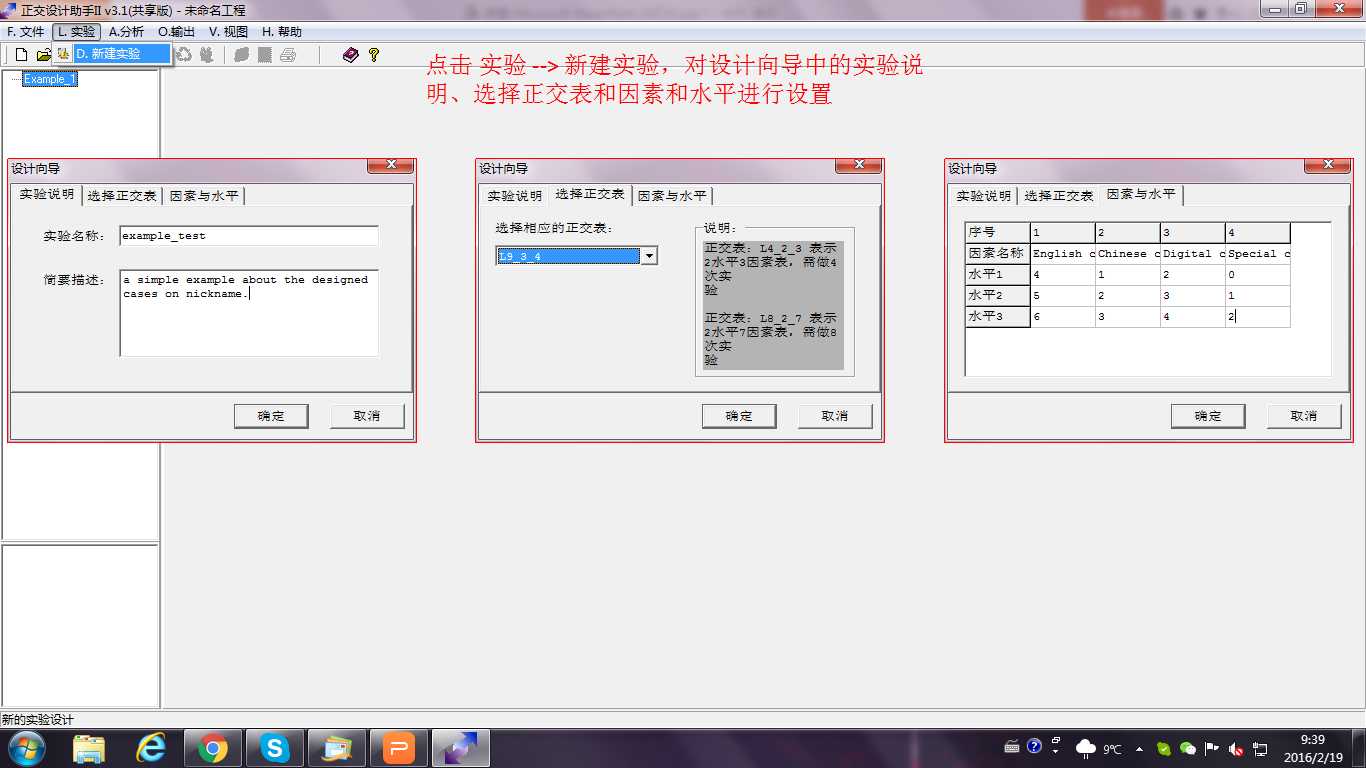 正交设计助手II v3.1(共享版) - 未命名工程
F. 文件 L. 实验 A.分析 O.输出 V. 视图 H. 帮助
D. 新建实验
点击 实验 --> 新建实验，对设计向导中的实验说
明、选择正交表和因素和水平进行设置
Example_1
设计向导
实验说明 选择正交表 因素与水平
实验名称： example_test
简要描述： a simple example about the designed
cases on nickname.
确定 取消
设计向导
实验说明 选择正交表 因素与水平
选择相应的正交表：
L9_3_4
说明：
正交表：L4_2_3 表示
2水平3因素表，需做4
次实
验
正交表：L8_2_7 表示
2水平7因素表，需做8
次实
验
确定 取消
设计向导
实验说明 选择正交表 因素与水平
序号 1 2 3 4
因素名称 English c Chinese c Digital c Special c
水平1 4 1 2 0
水平2 5 2 3 1
水平3 6 3 4 2
确定 取消
新的实验设计
9℃
9:39
2016/2/19